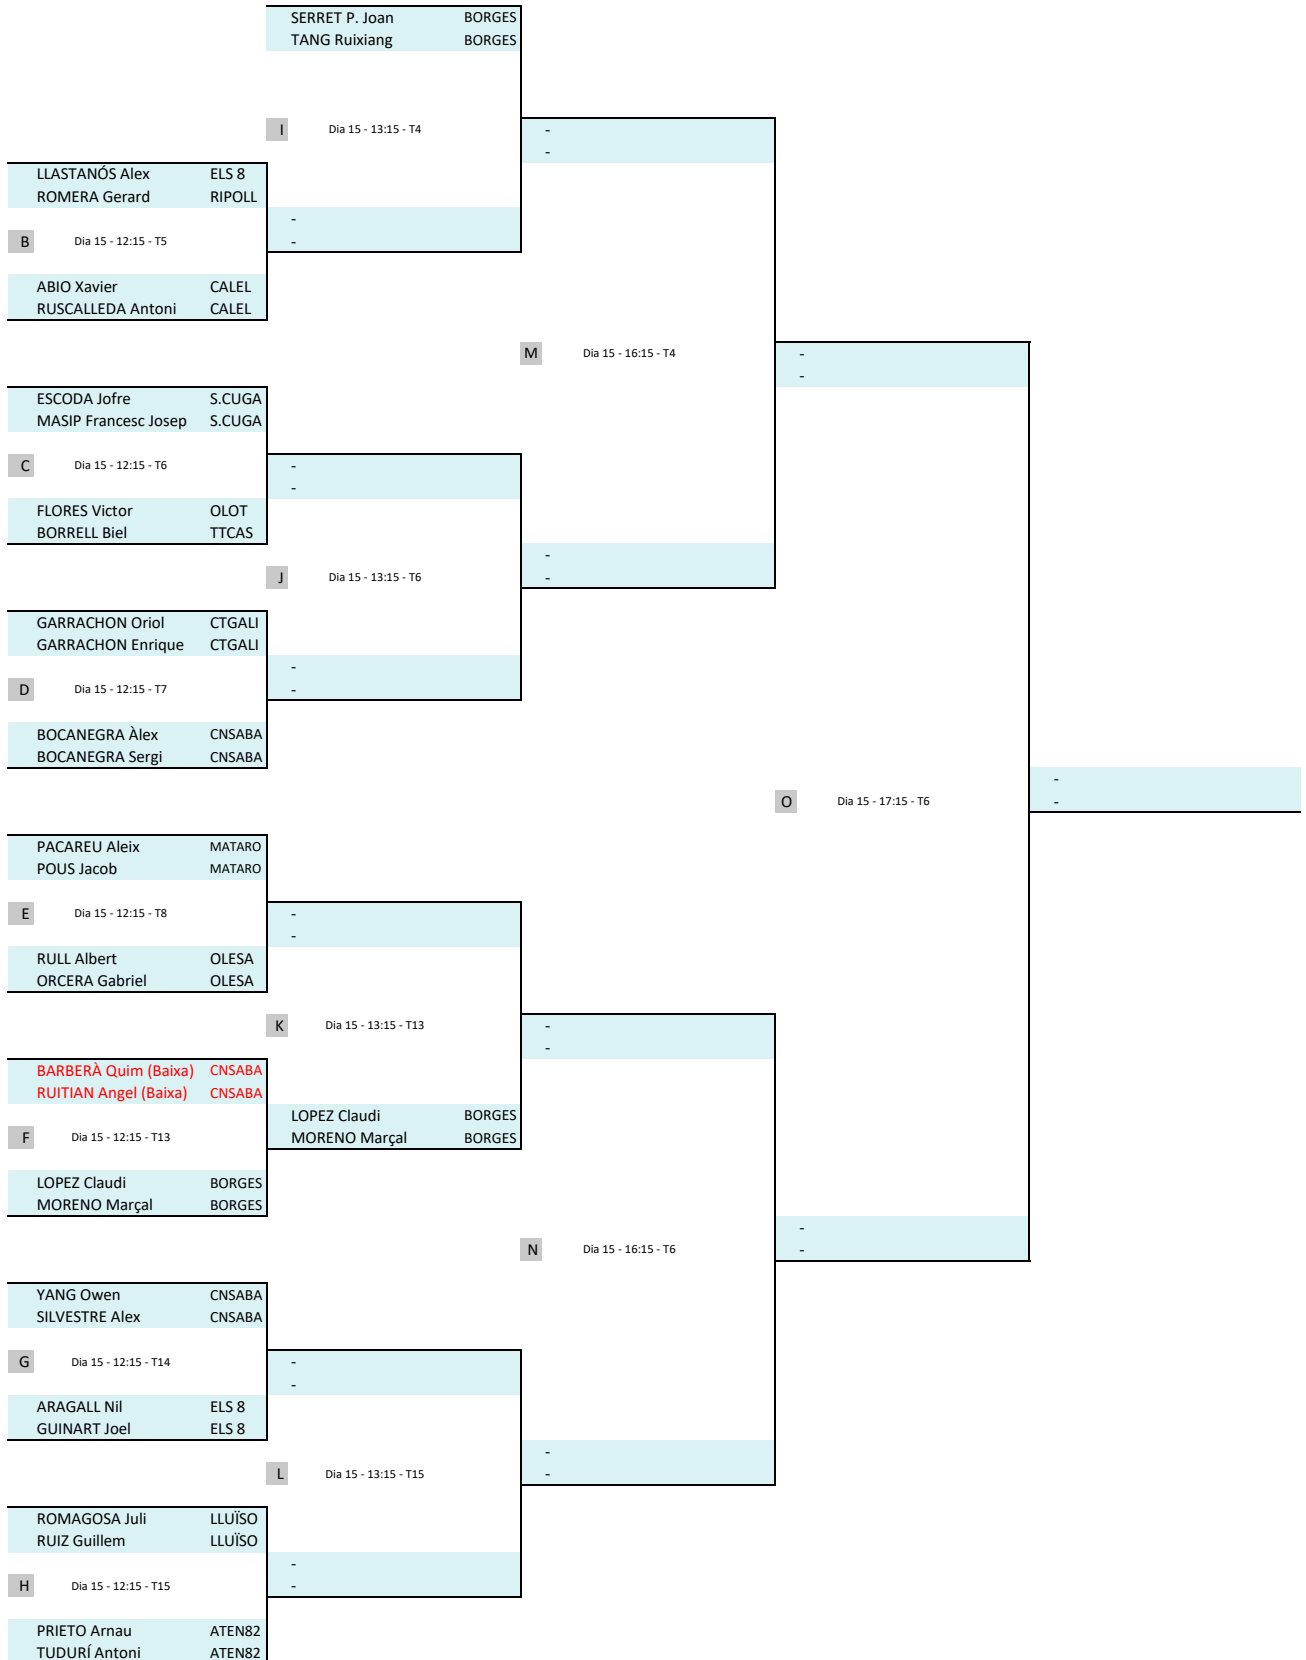 SERRET P. Joan BORGES
TANG Ruixiang BORGES
I Dia 15 - 13:15 - T4
-
-
LLASTANÓS Alex ELS 8
ROMERA Gerard RIPOLL
-
B Dia 15 - 12:15 - T5 -
ABIO Xavier CALEL
RUSCALLEDA Antoni CALEL
M Dia 15 - 16:15 - T4 -
-
ESCODA Jofre S.CUGA
MASIP Francesc Josep S.CUGA
C Dia 15 - 12:15 - T6 -
-
FLORES Victor OLOT
BORRELL Biel TTCAS
-
J Dia 15 - 13:15 - T6 -
GARRACHON Oriol CTGALI
GARRACHON Enrique CTGALI
-
D Dia 15 - 12:15 - T7 -
BOCANEGRA Àlex CNSABA
BOCANEGRA Sergi CNSABA
-
O Dia 15 - 17:15 - T6 -
PACAREU Aleix MATARO
POUS Jacob MATARO
E Dia 15 - 12:15 - T8 -
-
RULL Albert OLESA
ORCERA Gabriel OLESA
K Dia 15 - 13:15 - T13 -
-
BARBERÀ Quim (Baixa) CNSABA
RUITIAN Angel (Baixa) CNSABA
LOPEZ Claudi BORGES
F Dia 15 - 12:15 - T13 MORENO Marçal BORGES
LOPEZ Claudi BORGES
MORENO Marçal BORGES
-
N Dia 15 - 16:15 - T6 -
YANG Owen CNSABA
SILVESTRE Alex CNSABA
G Dia 15 - 12:15 - T14 -
-
ARAGALL Nil ELS 8
GUINART Joel ELS 8
-
L Dia 15 - 13:15 - T15 -
ROMAGOSA Juli LLUÏSO
RUIZ Guillem LLUÏSO
-
H Dia 15 - 12:15 - T15 -
PRIETO Arnau ATEN82
TUDURÍ Antoni ATEN82